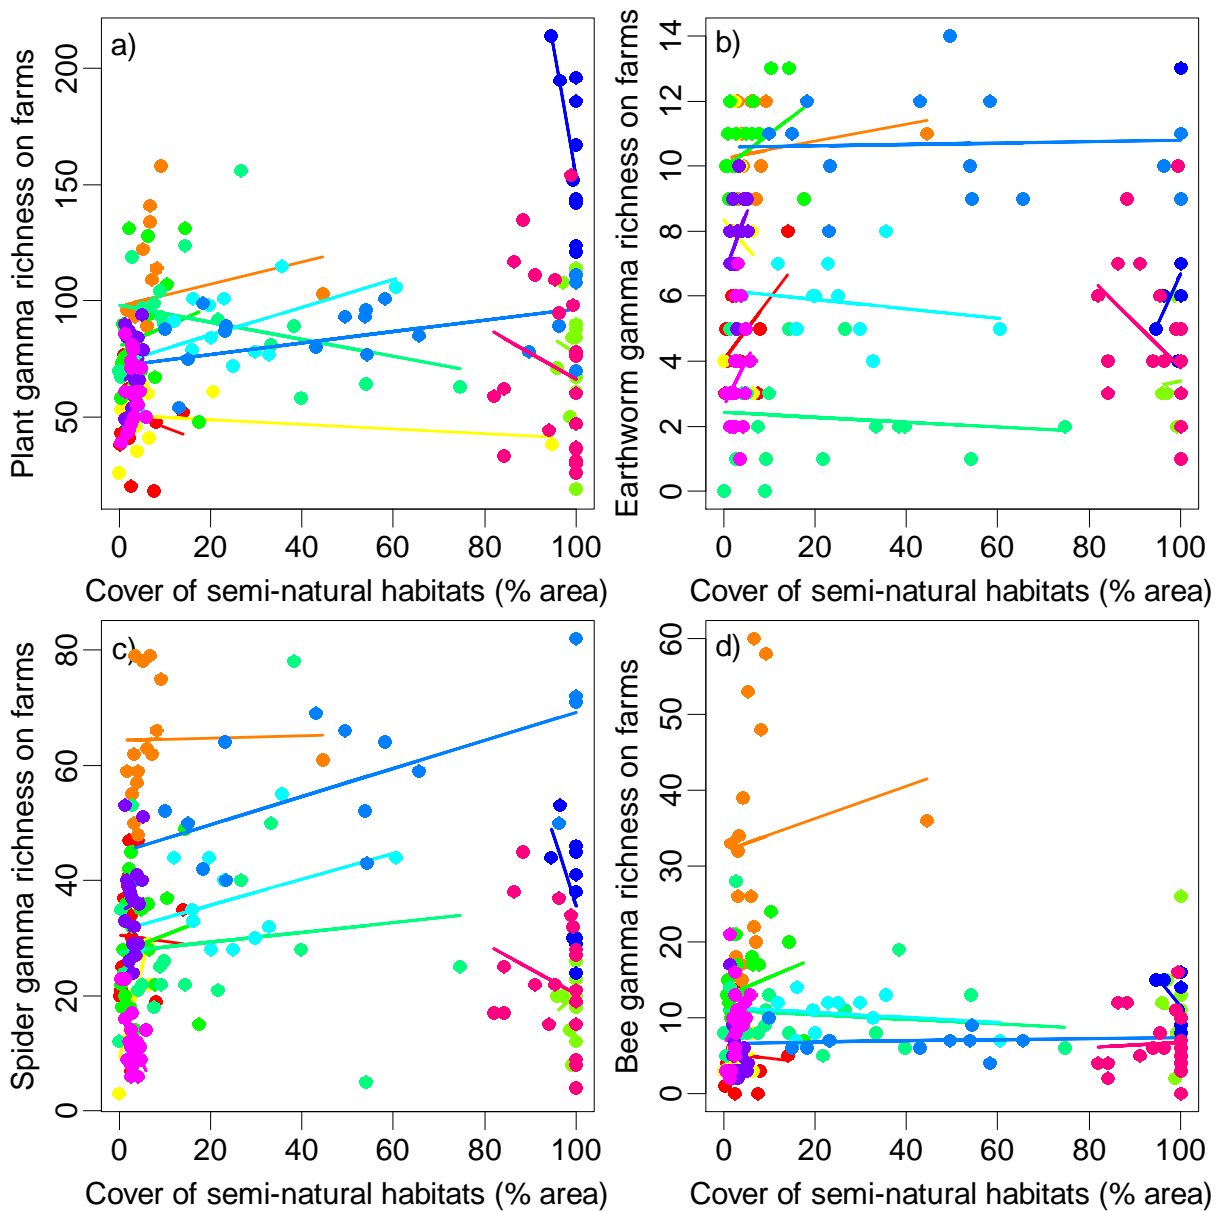 a)
Plant gamma richness on farms
200
150
100
50
0 20 40 60 80 100
Cover of semi-natural habitats (% area)
b)
Earthworm gamma richness on farms
14
12
10
8
6
4
2
0
0 20 40 60 80 100
Cover of semi-natural habitats (% area)
c)
Spider gamma richness on farms
80
60
40
20
0
0 20 40 60 80 100
Cover of semi-natural habitats (% area)
d)
Bee gamma richness on farms
60
50
40
30
20
10
0
0 20 40 60 80 100
Cover of semi-natural habitats (% area)